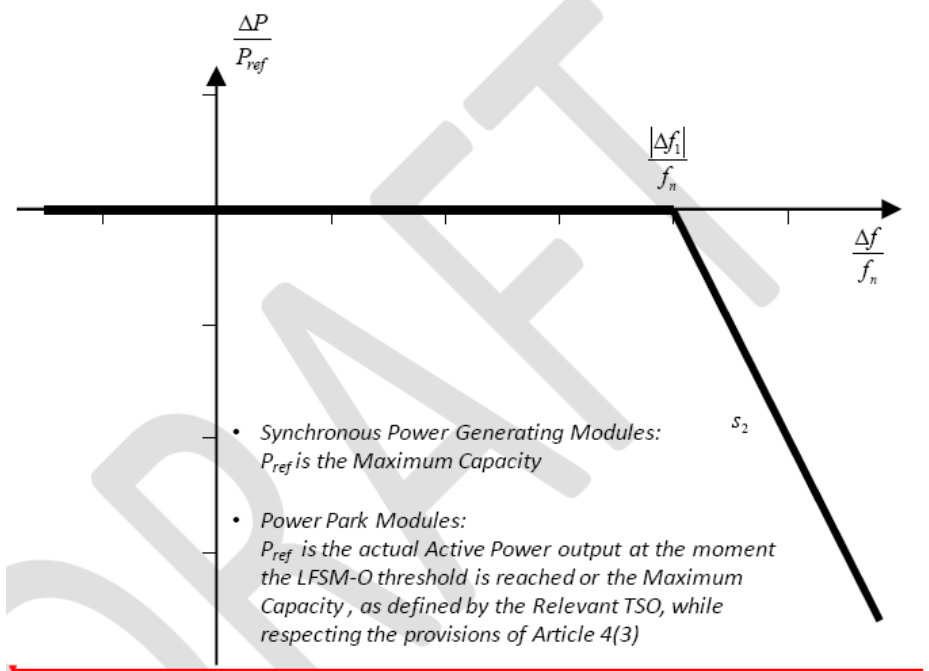 ΔP
P_ref
|Δf₁|
f_n
Δf
f_n
s₂
• Synchronous Power Generating Modules:
P_ref is the Maximum Capacity
• Power Park Modules:
P_ref is the actual Active Power output at the moment
the LFSM-O threshold is reached or the Maximum
Capacity , as defined by the Relevant TSO, while
respecting the provisions of Article 4(3)
DRAFT